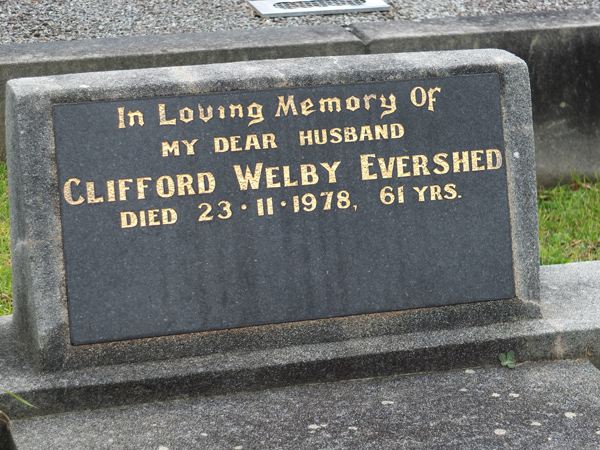 In Loving Memory Of
MY DEAR HUSBAND
CLIFFORD WELBY EVERSHED
DIED 23·11·1978, 61 YRS.